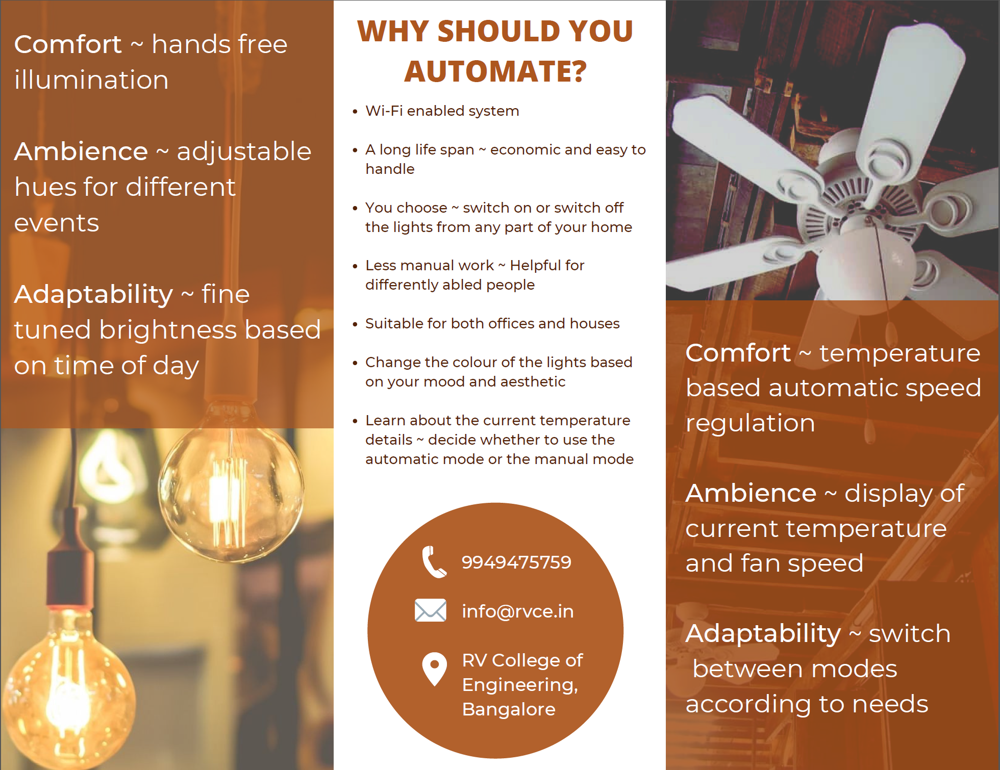 Comfort ~ hands free
illumination
Ambience ~ adjustable
hues for different
events
Adaptability ~ fine
tuned brightness based
on time of day
WHY SHOULD YOU
AUTOMATE?
• Wi-Fi enabled system
• A long life span ~ economic and easy to
handle
• You choose ~ switch on or switch off
the lights from any part of your home
• Less manual work ~ Helpful for
differently abled people
• Suitable for both offices and houses
• Change the colour of the lights based
on your mood and aesthetic
• Learn about the current temperature
details ~ decide whether to use the
automatic mode or the manual mode
9949475759
info@rvce.in
RV College of
Engineering,
Bangalore
Comfort ~ temperature
based automatic speed
regulation
Ambience ~ display of
current temperature
and fan speed
Adaptability ~ switch
between modes
according to needs